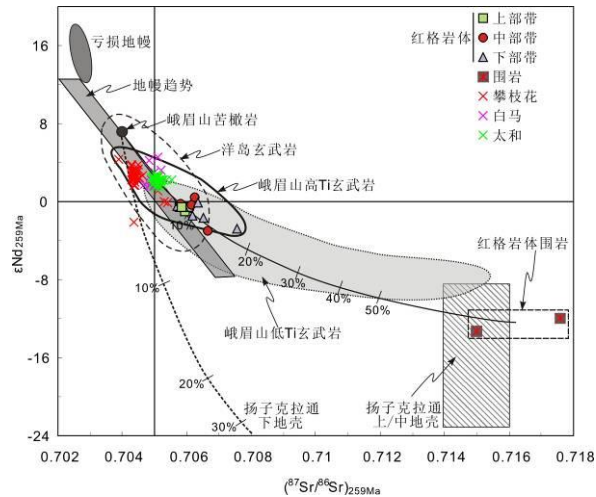 16
8
0
-8
-16
-24
εNd259Ma
亏损地幔
地幔趋势
峨眉山苦橄岩
洋岛玄武岩
峨眉山高Ti玄武岩
红格岩体
上部带
中部带
下部带
围岩
攀枝花
白马
太和
10%
20%
30%
40%
50%
红格岩体围岩
10%
峨眉山低Ti玄武岩
20%
30%
扬子克拉通
下地壳
扬子克拉通
上/中地壳
0.702
0.704
0.706
0.708
0.710
0.711
0.714
0.716
0.718
(87Sr/86Sr)259Ma